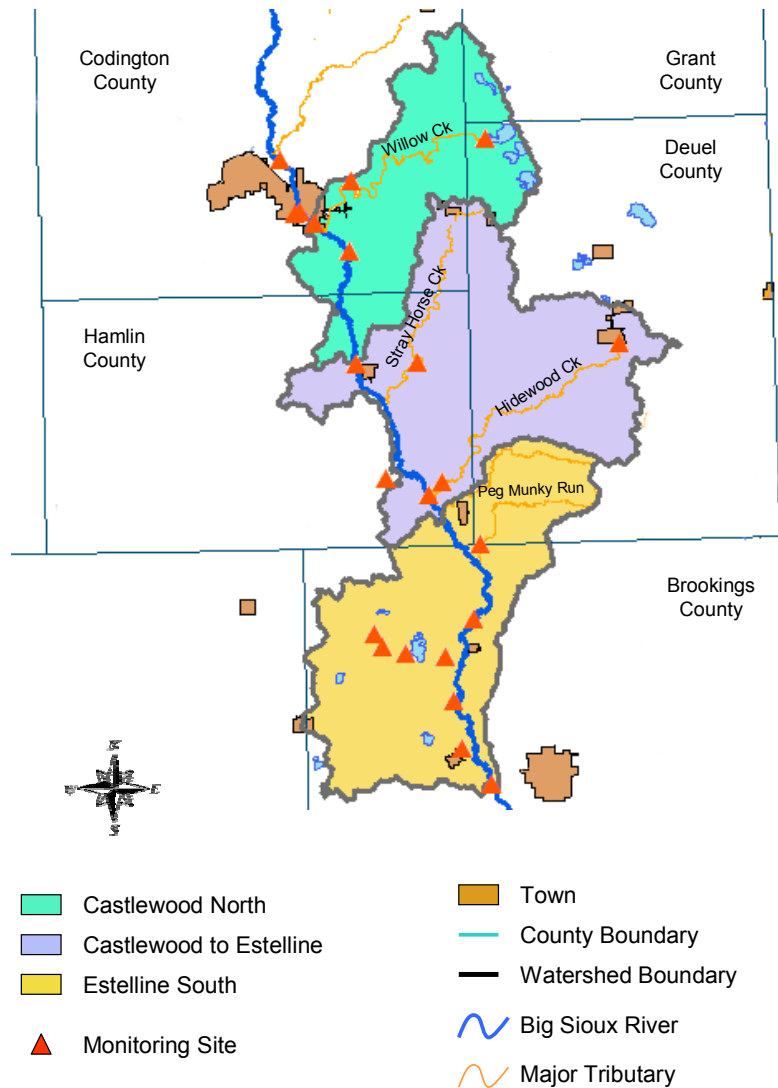 Codington
County
Grant
County
Willow Ck
Deuel
County
Stray Horse Ck
Hamlin
County
Hidewood Ck
Peg Munky Run
Brookings
County
W
E
S
Castlewood North
Castlewood to Estelline
Estelline South
Monitoring Site
Town
County Boundary
Watershed Boundary
Big Sioux River
Major Tributary